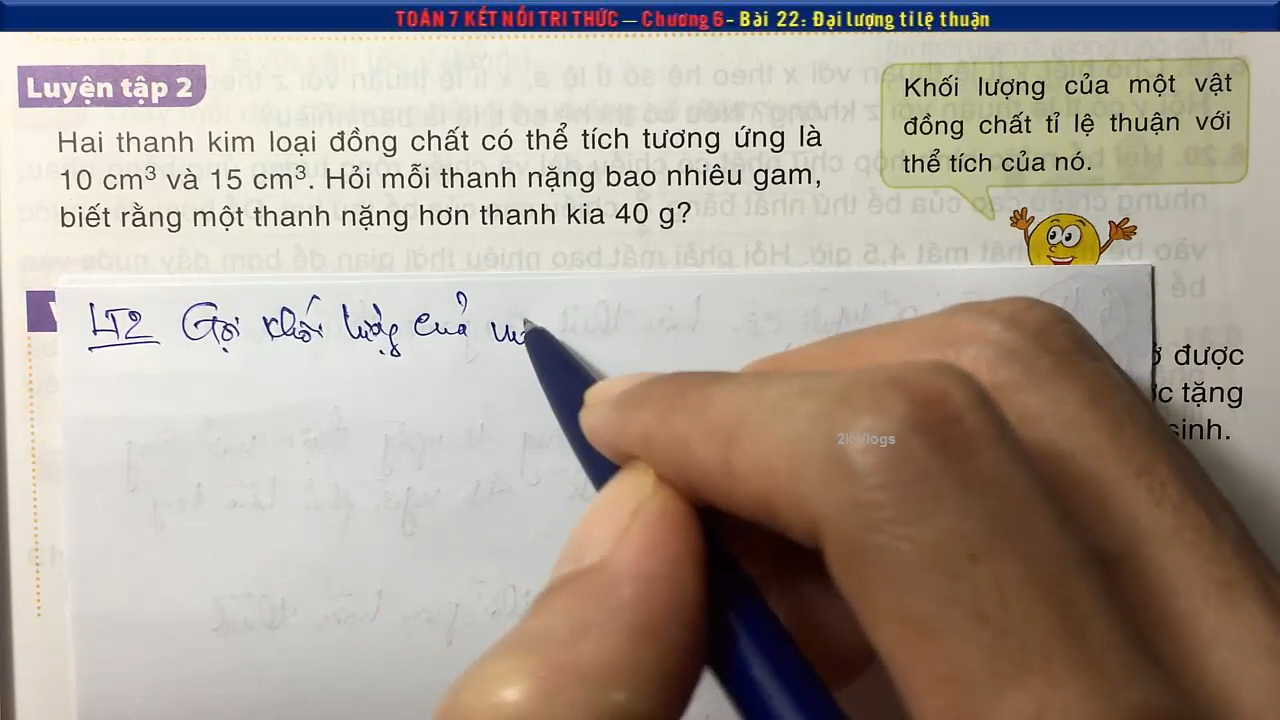 TOÁN 7 KẾT NỐI TRI THỨC – Chương 6- Bài 22: Đại lượng tỉ lệ thuận
Luyện tập 2
Hai thanh kim loại đồng chất có thể tích tương ứng là
10 cm³ và 15 cm³. Hỏi mỗi thanh nặng bao nhiêu gam,
biết rằng một thanh nặng hơn thanh kia 40 g?
Khối lượng của một vật
đồng chất tỉ lệ thuận với
thể tích của nó.
LT2 Gọi khối lượng của
được
tặng
sinh.
2k Vlogs